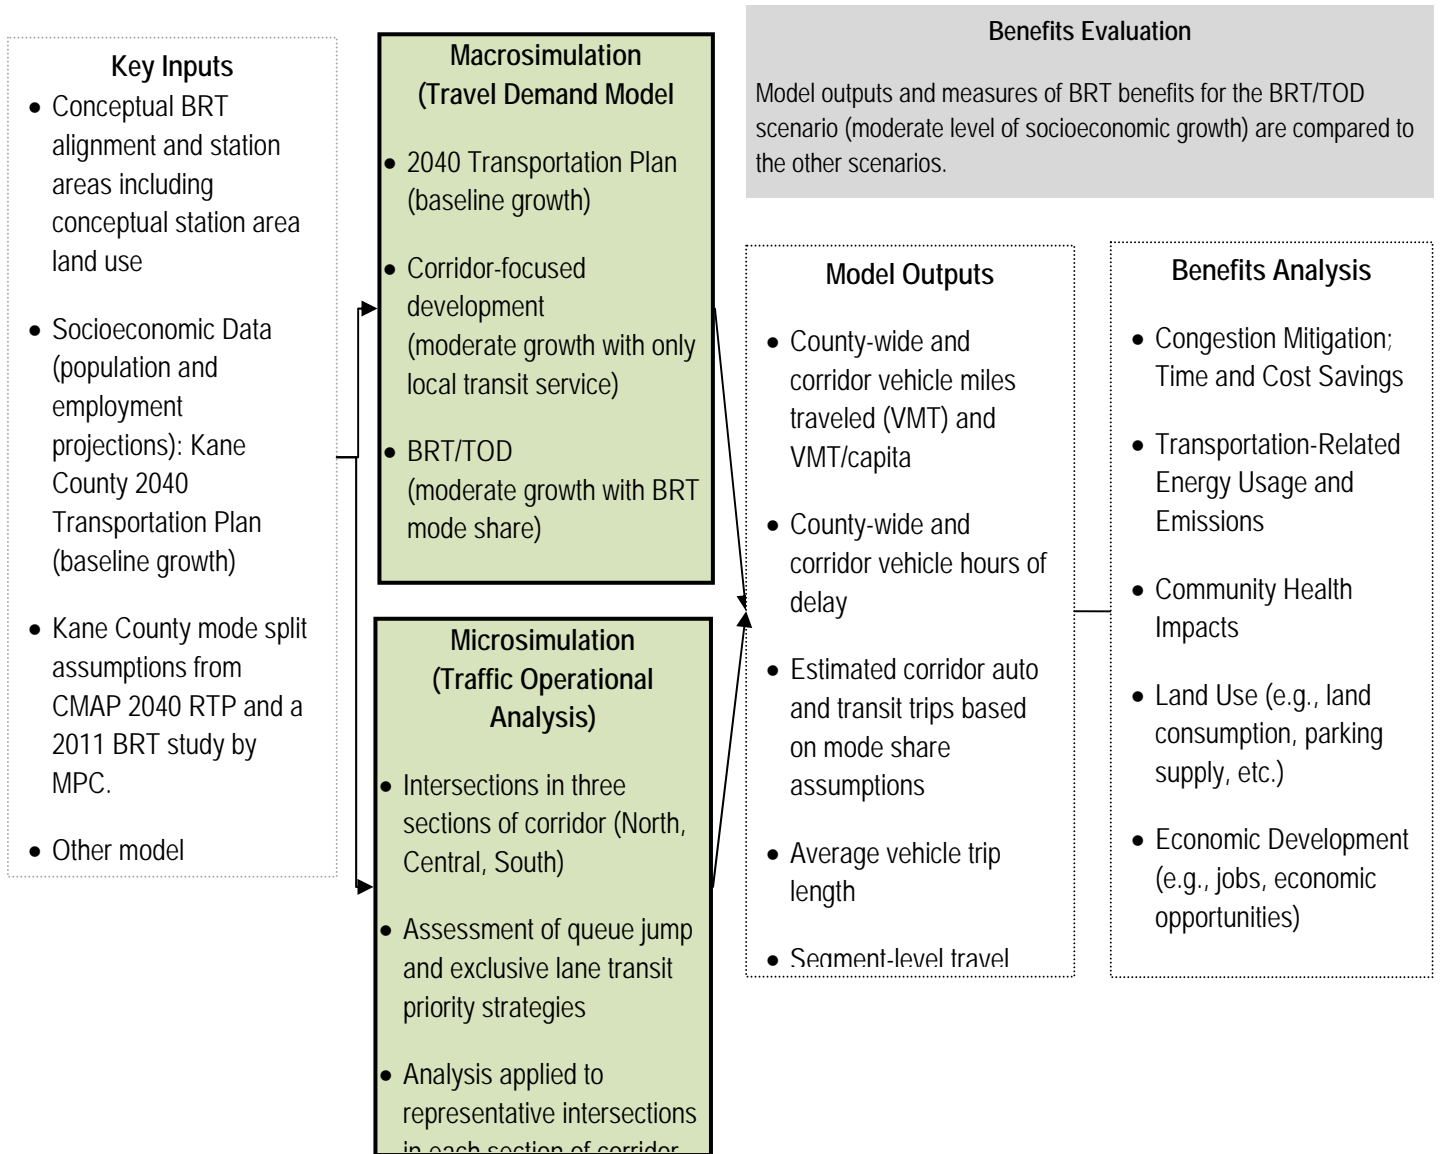 Key Inputs
• Conceptual BRT
alignment and station
areas including
conceptual station area
land use
• Socioeconomic Data
(population and
employment
projections): Kane
County 2040
Transportation Plan
(baseline growth)
• Kane County mode split
assumptions from
CMAP 2040 RTP and a
2011 BRT study by
MPC.
• Other model
Macrosimulation
(Travel Demand Model
• 2040 Transportation Plan
(baseline growth)
• Corridor-focused
development
(moderate growth with only
local transit service)
• BRT/TOD
(moderate growth with BRT
mode share)
Microsimulation
(Traffic Operational
Analysis)
• Intersections in three
sections of corridor (North,
Central, South)
• Assessment of queue jump
and exclusive lane transit
priority strategies
• Analysis applied to
representative intersections
in each section of corridor
Benefits Evaluation
Model outputs and measures of BRT benefits for the BRT/TOD
scenario (moderate level of socioeconomic growth) are compared to
the other scenarios.
Model Outputs
• County-wide and
corridor vehicle miles
traveled (VMT) and
VMT/capita
• County-wide and
corridor vehicle hours of
delay
• Estimated corridor auto
and transit trips based
on mode share
assumptions
• Average vehicle trip
length
• Segment-level travel
Benefits Analysis
• Congestion Mitigation;
Time and Cost Savings
• Transportation-Related
Energy Usage and
Emissions
• Community Health
Impacts
• Land Use (e.g., land
consumption, parking
supply, etc.)
• Economic Development
(e.g., jobs, economic
opportunities)